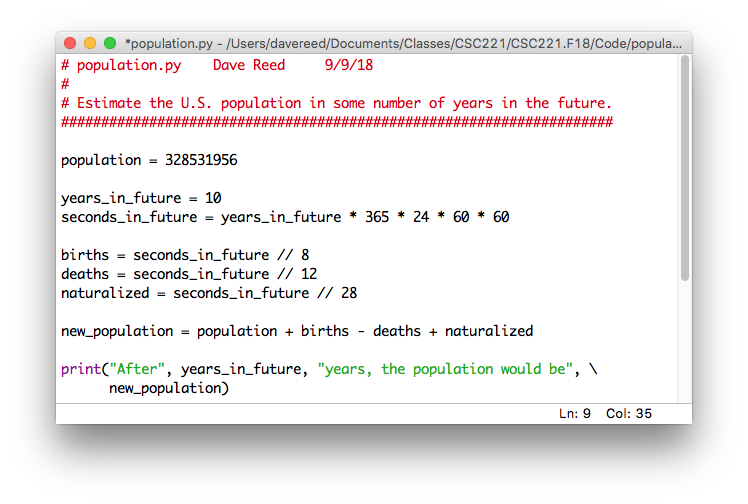 *population.py - /Users/davereed/Documents/Classes/CSC221/CSC221.F18/Code/popula...
# population.py    Dave Reed     9/9/18
#
# Estimate the U.S. population in some number of years in the future.
#####################################################################

population = 328531956

years_in_future = 10
seconds_in_future = years_in_future * 365 * 24 * 60 * 60

births = seconds_in_future // 8
deaths = seconds_in_future // 12
naturalized = seconds_in_future // 28

new_population = population + births - deaths + naturalized

print("After", years_in_future, "years, the population would be", \
      new_population)
Ln: 9  Col: 35